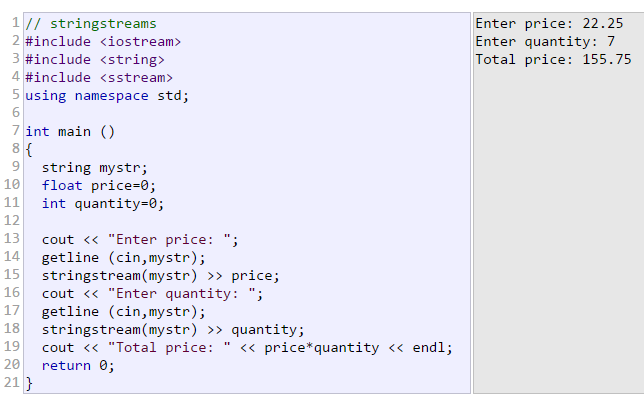 1 // stringstreams
2 #include <iostream>
3 #include <string>
4 #include <sstream>
5 using namespace std;
6
7 int main ()
8 {
9   string mystr;
10   float price=0;
11   int quantity=0;
12
13   cout << "Enter price: ";
14   getline (cin,mystr);
15   stringstream(mystr) >> price;
16   cout << "Enter quantity: ";
17   getline (cin,mystr);
18   stringstream(mystr) >> quantity;
19   cout << "Total price: " << price*quantity << endl;
20   return 0;
21 }
Enter price: 22.25
Enter quantity: 7
Total price: 155.75